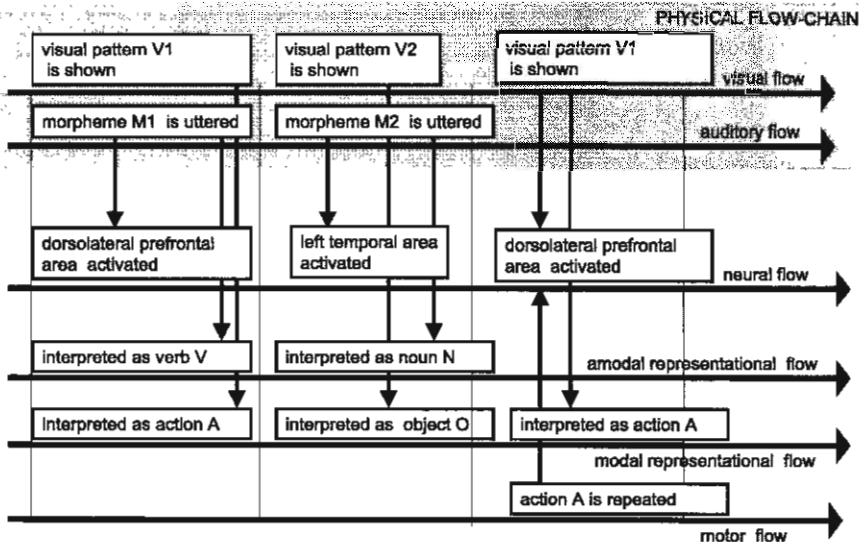 PHYSICAL FLOW-CHAIN
visual pattern V1
is shown
visual pattern V2
is shown
visual pattern V1
is shown
visual flow
morpheme M1 is uttered
morpheme M2 is uttered
auditory flow
dorsolateral prefrontal
area activated
left temporal area
activated
dorsolateral prefrontal
area activated
neural flow
interpreted as verb V
interpreted as noun N
amodal representational flow
Interpreted as action A
interpreted as object O
interpreted as action A
modal representational flow
action A is repeated
motor flow